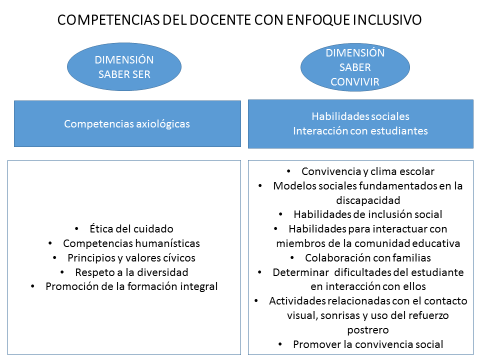 COMPETENCIAS DEL DOCENTE CON ENFOQUE INCLUSIVO
DIMENSIÓN
SABER SER
Competencias axiológicas
• Ética del cuidado
• Competencias humanísticas
• Principios y valores cívicos
• Respeto a la diversidad
• Promoción de la formación integral
DIMENSIÓN
SABER
CONVIVIR
Habilidades sociales
Interacción con estudiantes
• Convivencia y clima escolar
• Modelos sociales fundamentados en la
discapacidad
• Habilidades de inclusión social
• Habilidades para interactuar con
miembros de la comunidad educativa
• Colaboración con familias
• Determinar dificultades del estudiante
en interacción con ellos
• Actividades relacionadas con el contacto
visual, sonrisas y uso del refuerzo
postrero
• Promover la convivencia social